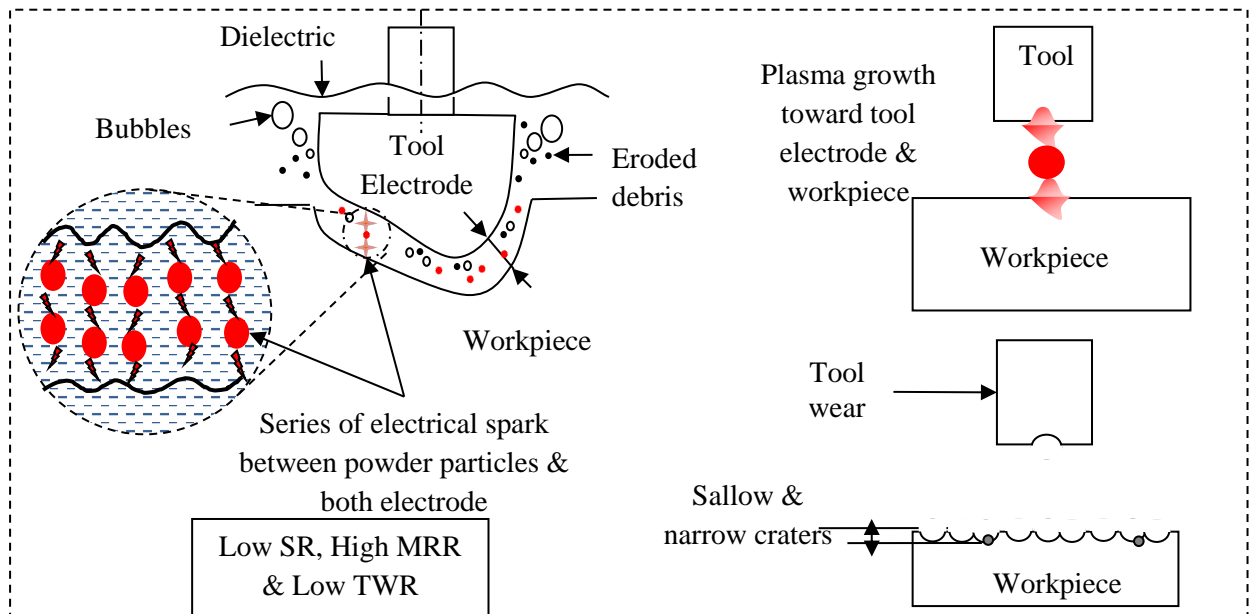 Dielectric
Bubbles
Tool
Electrode
Eroded
debris
Workpiece
Series of electrical spark
between powder particles &
both electrode
Low SR, High MRR
& Low TWR
Tool
Plasma growth
toward tool
electrode &
workpiece
Workpiece
Tool
wear
Sallow &
narrow craters
Workpiece